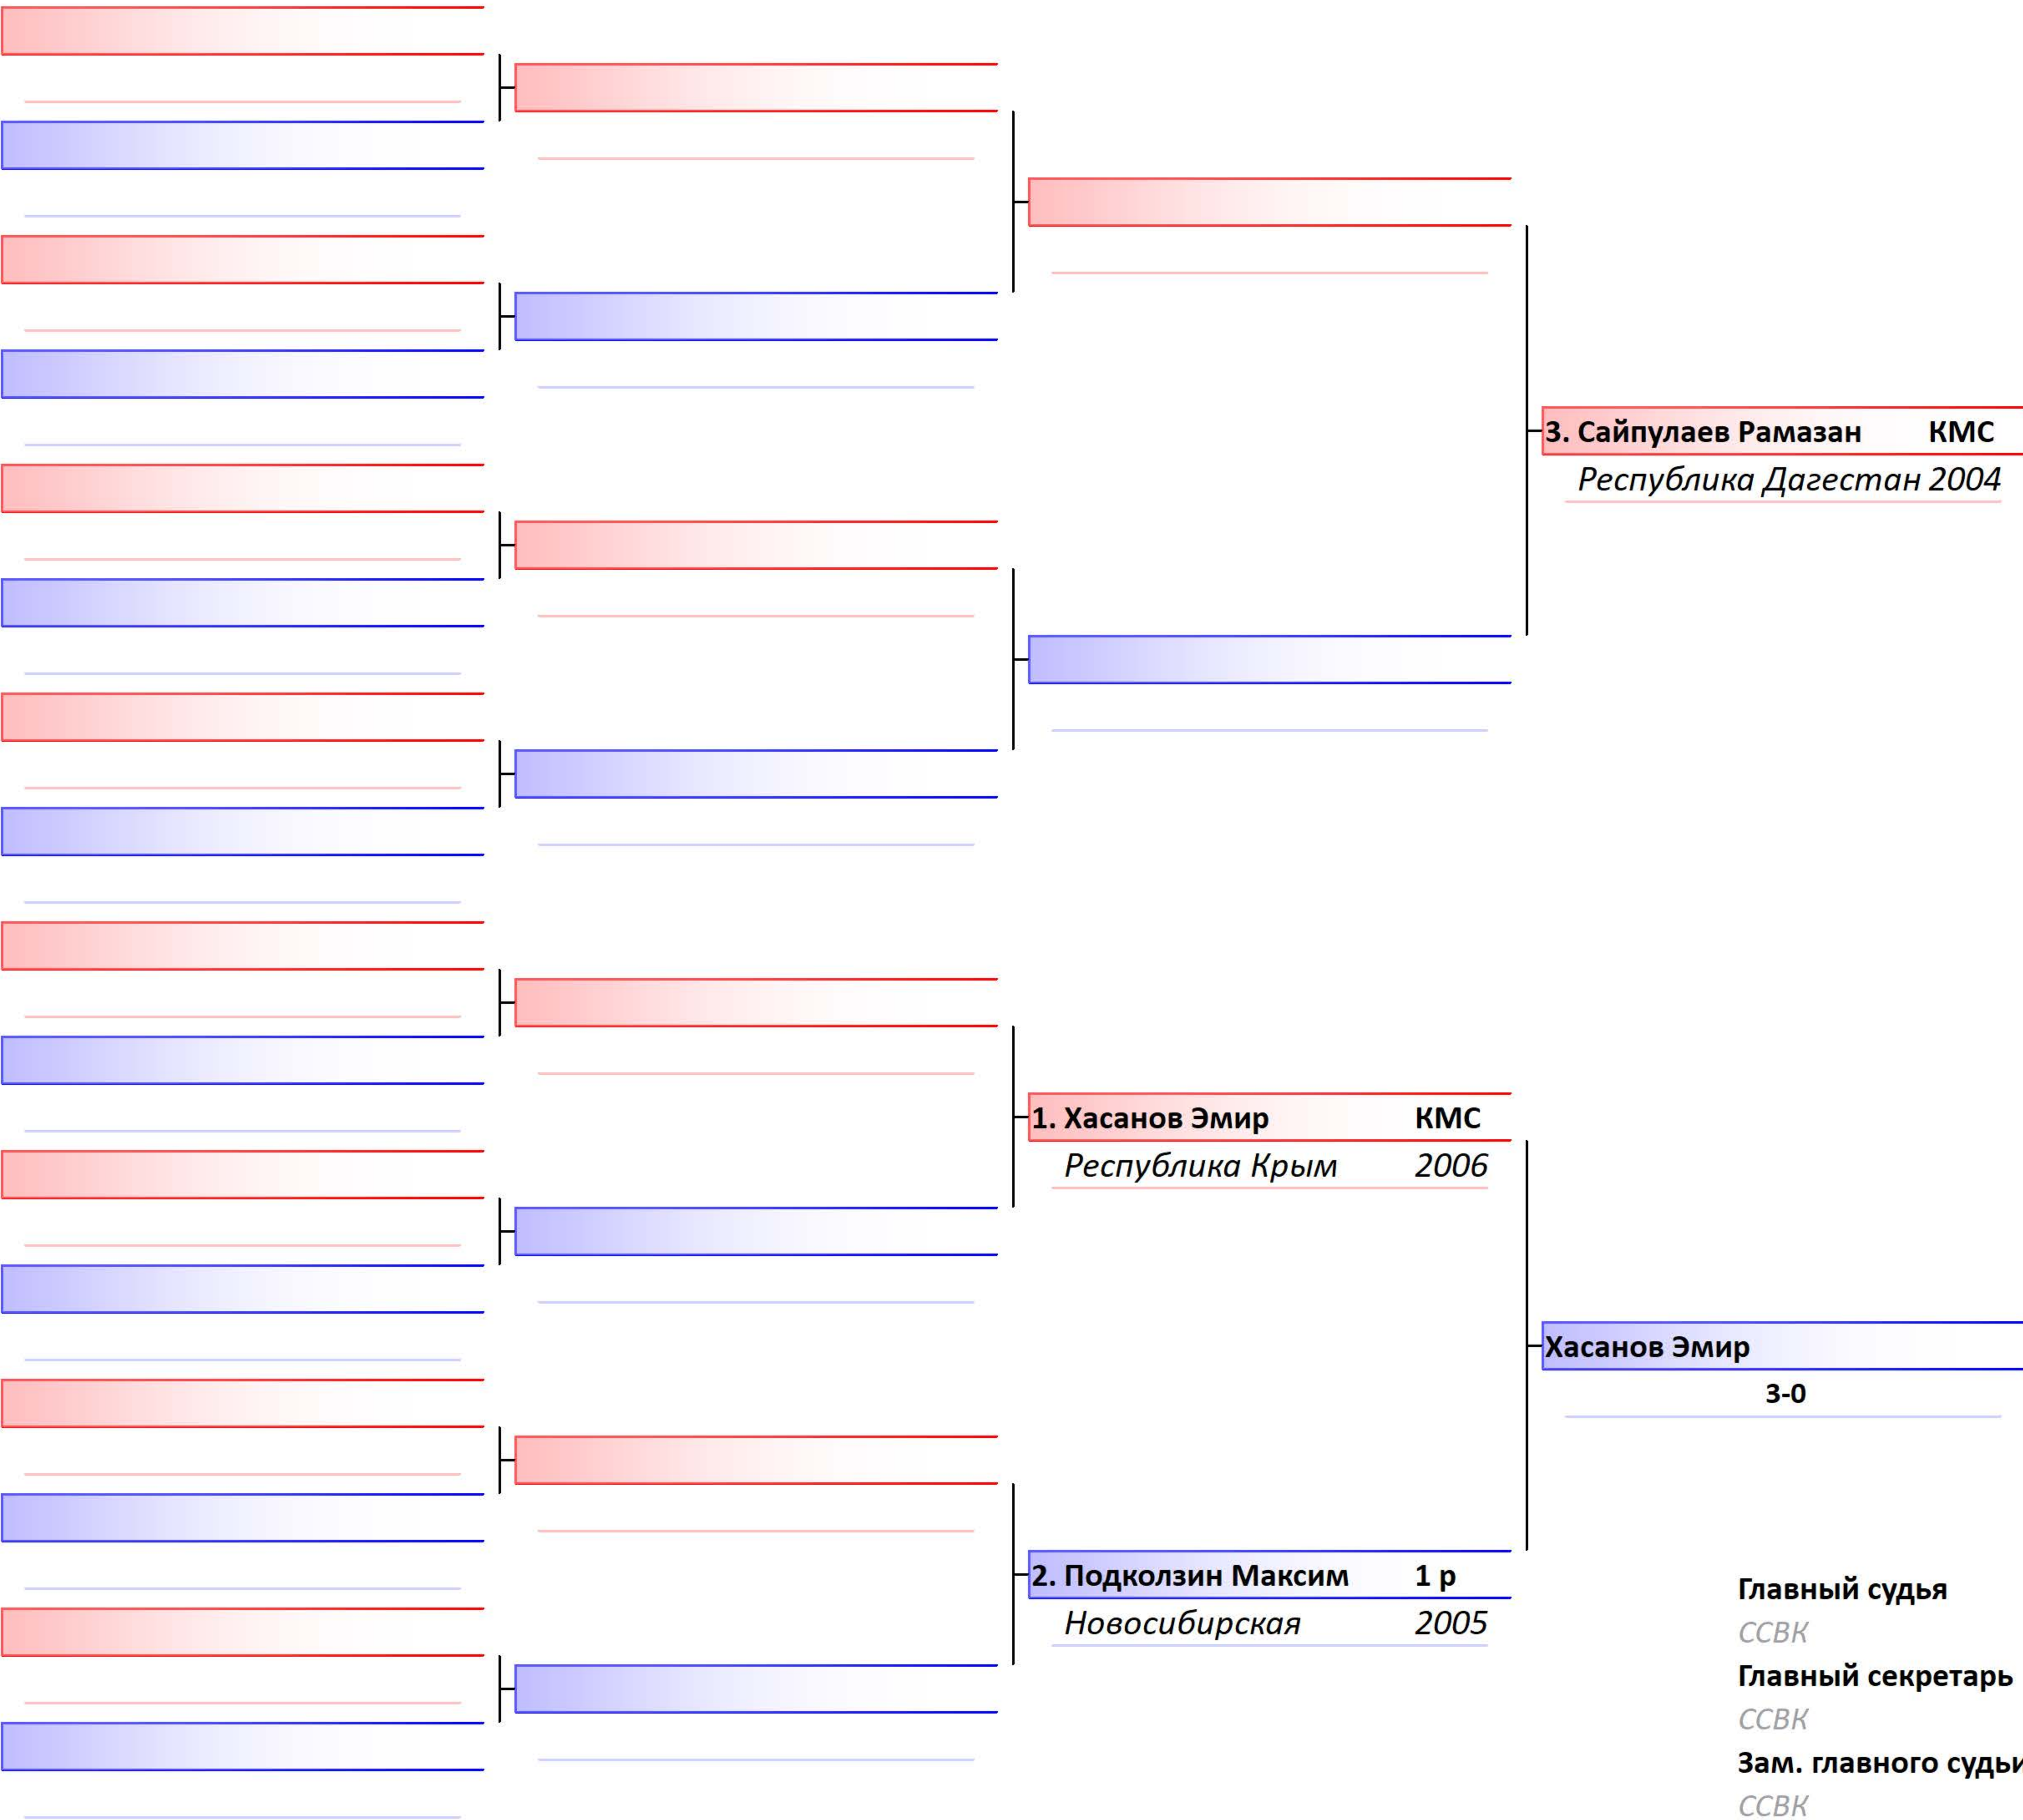 3. Сайпулаев Рамазан КМС
Республика Дагестан 2004
1. Хасанов Эмир КМС
Республика Крым 2006
Хасанов Эмир
3-0
2. Подколзин Максим 1 р
Новосибирская 2005
Главный судья
ССВК
Главный секретарь
ССВК
Зам. главного судьи
ССВК